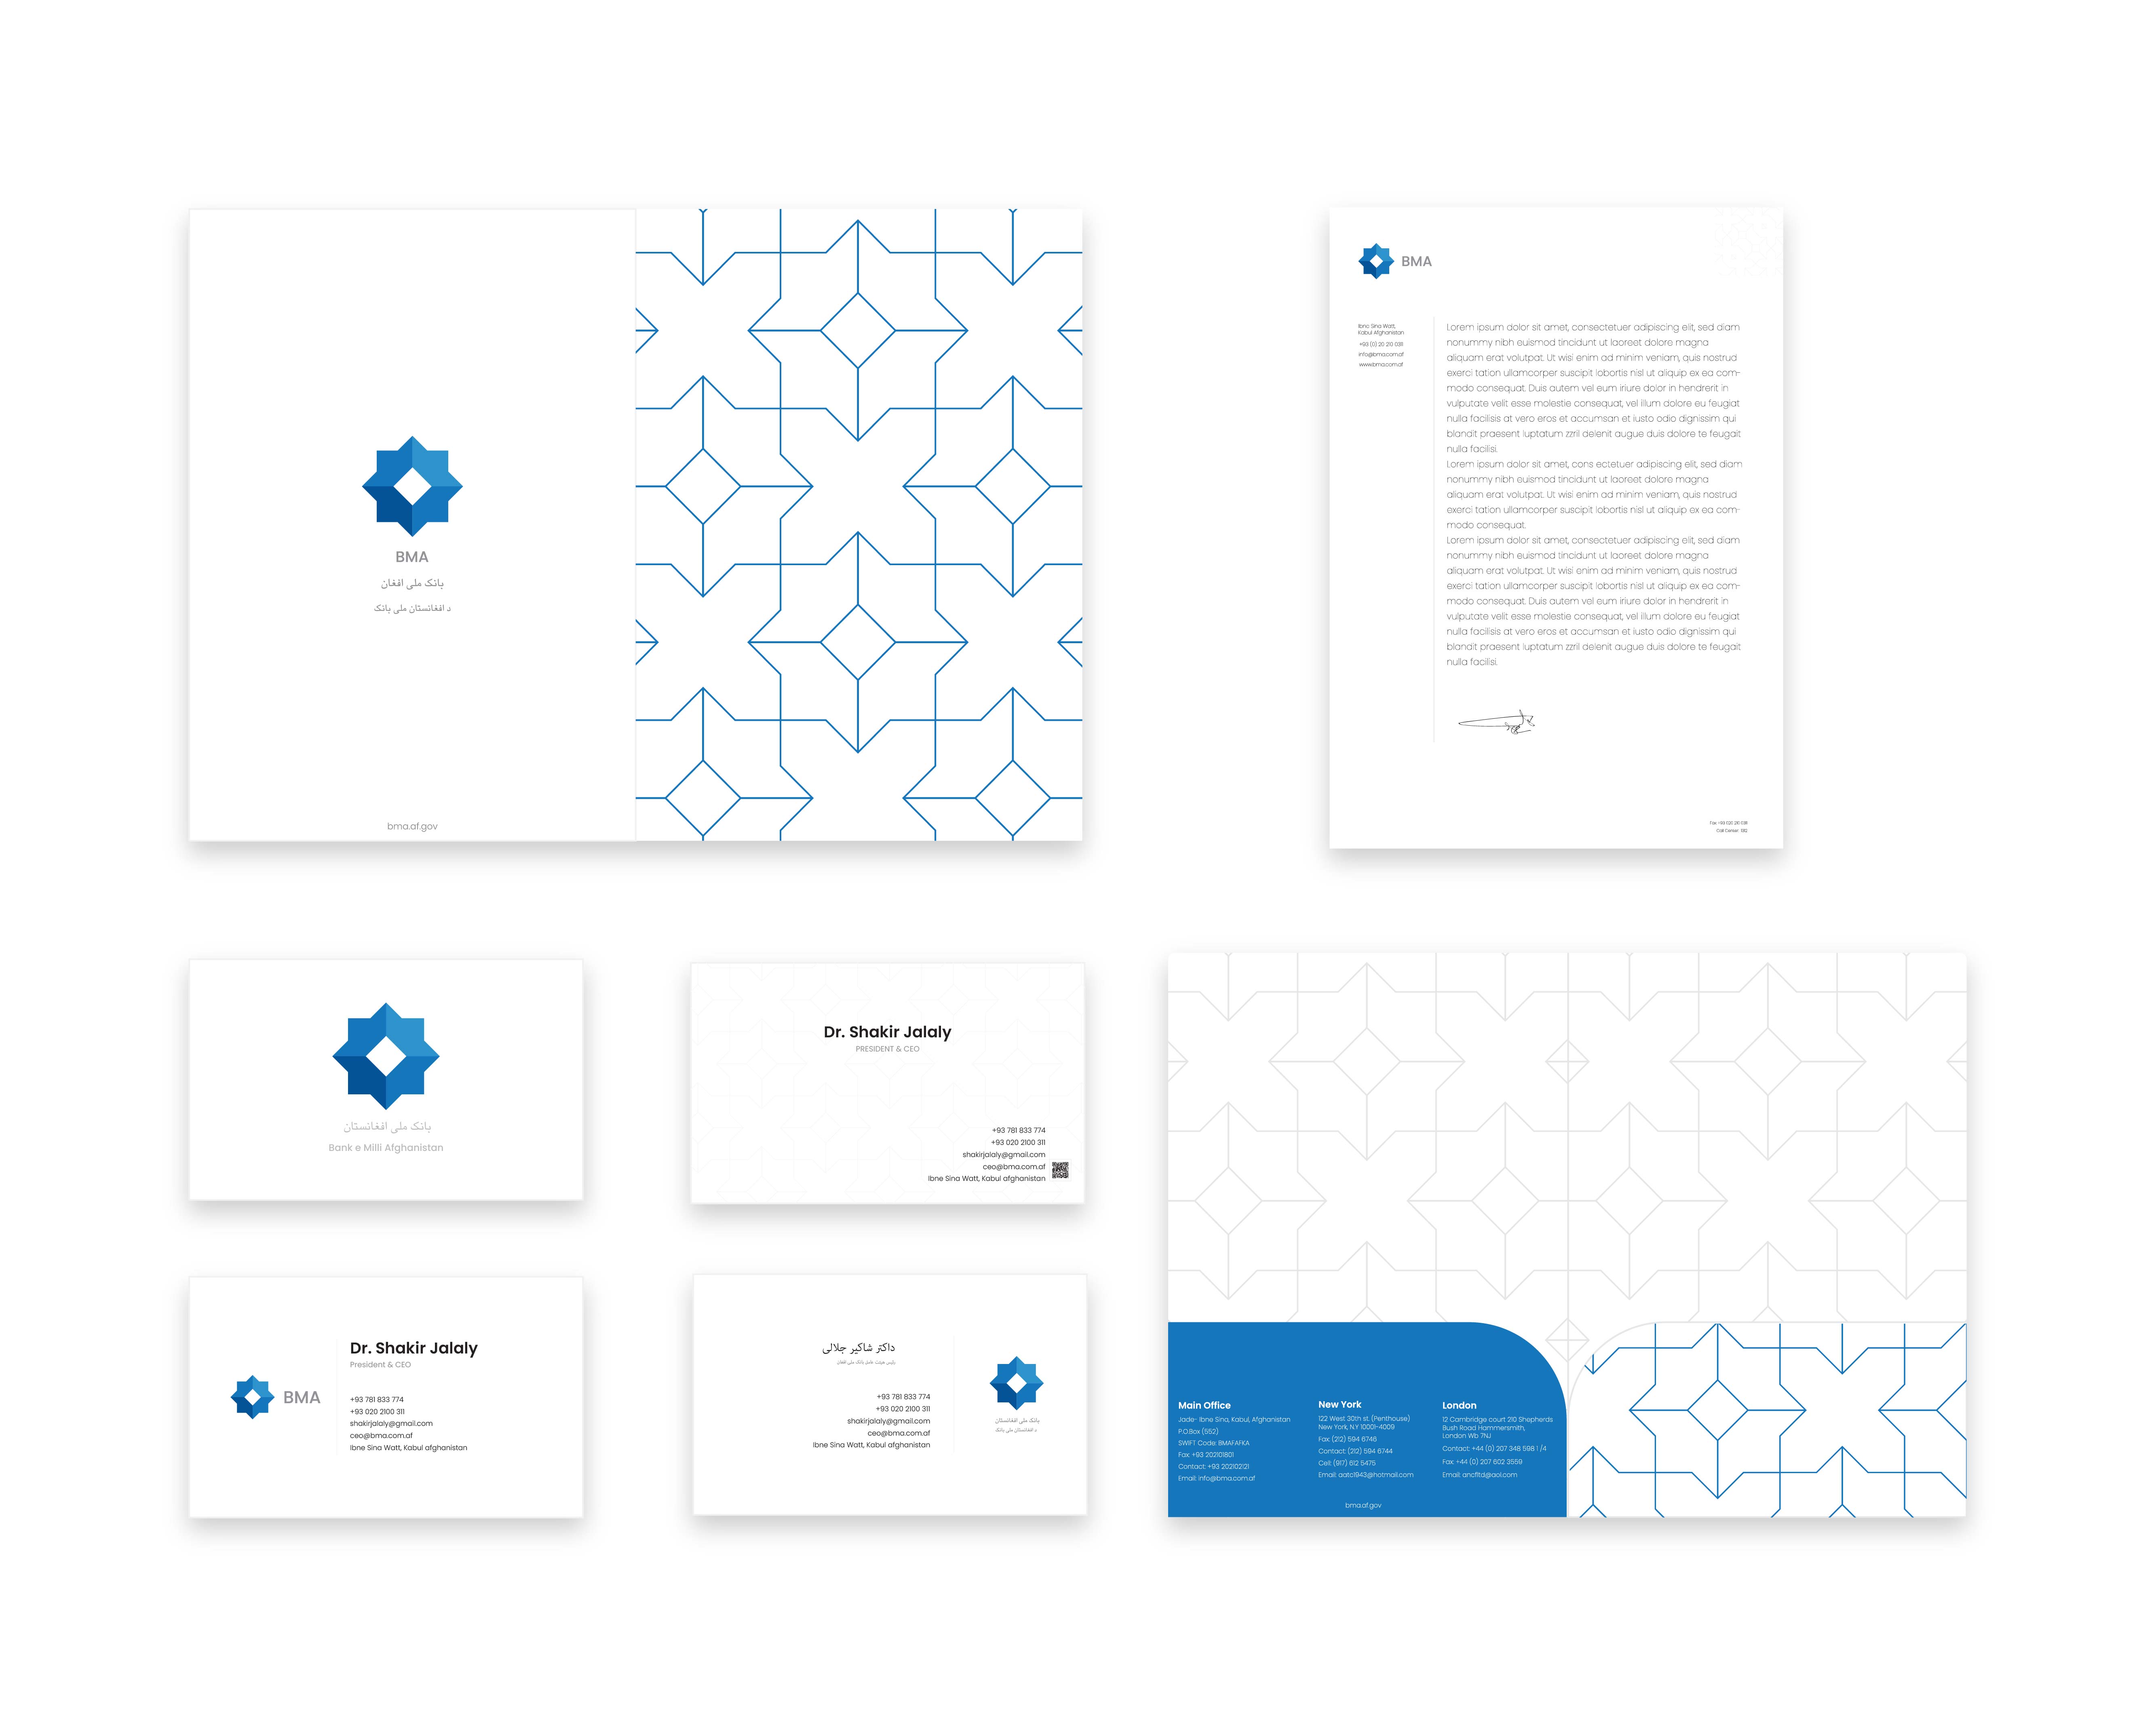 BMA
بانک ملی افغان
د افغانستان ملی بانک
bma.af.gov
BMA
Ibnc Sina Watt,
Kabul Afghanistan
+93 (0) 20 210 0311
info@bma.com.af
www.bma.com.af
Lorem ipsum dolor sit amet, consectetuer adipiscing elit, sed diam
nonummy nibh euismod tincidunt ut laoreet dolore magna
aliquam erat volutpat. Ut wisi enim ad minim veniam, quis nostrud
exerci tation ullamcorper suscipit lobortis nisl ut aliquip ex ea com-
modo consequat. Duis autem vel eum iriure dolor in hendrerit in
vulputate velit esse molestie consequat, vel illum dolore eu feugiat
nulla facilisis at vero eros et accumsan et iusto odio dignissim qui
blandit praesent luptatum zzril delenit augue duis dolore te feugait
nulla facilisi.
Lorem ipsum dolor sit amet, cons ectetuer adipiscing elit, sed diam
nonummy nibh euismod tincidunt ut laoreet dolore magna
aliquam erat volutpat. Ut wisi enim ad minim veniam, quis nostrud
exerci tation ullamcorper suscipit lobortis nisl ut aliquip ex ea com-
modo consequat.
Lorem ipsum dolor sit amet, consectetuer adipiscing elit, sed diam
nonummy nibh euismod tincidunt ut laoreet dolore magna
aliquam erat volutpat. Ut wisi enim ad minim veniam, quis nostrud
exerci tation ullamcorper suscipit lobortis nisl ut aliquip ex ea com-
modo consequat. Duis autem vel eum iriure dolor in hendrerit in
vulputate velit esse molestie consequat, vel illum dolore eu feugiat
nulla facilisis at vero eros et accumsan et iusto odio dignissim qui
blandit praesent luptatum zzril delenit augue duis dolore te feugait
nulla facilisi.
Call Center:
بانک ملی افغانستان
Bank e Milli Afghanistan
Dr. Shakir Jalaly
PRESIDENT & CEO
+93 781 833 774
+93 020 2100 311
shakirjalaly@gmail.com
ceo@bma.com.af
Ibne Sina Watt, Kabul afghanistan
BMA
Dr. Shakir Jalaly
President & CEO
+93 781 833 774
+93 020 2100 311
shakirjalaly@gmail.com
ceo@bma.com.af
Ibne Sina Watt, Kabul afghanistan
داکتر شاکیر جلالی
+93 781 833 774
+93 020 2100 311
shakirjalaly@gmail.com
ceo@bma.com.af
Ibne Sina Watt, Kabul afghanistan
بانک ملی افغانستان
د افغانستان ملی بانک
Main Office
Jade- Ibne Sina, Kabul, Afghanistan
P.O.Box (552)
SWIFT Code: BMAFAFKA
Fax: +93 202101801
Contact: +93 202102121
Email: info@bma.com.af
New York
122 West 30th st. (Penthouse)
New York, N.Y 10001-4009
Fax: (212) 594 6746
Contact: (212) 594 6744
Cell: (917) 612 5475
Email: aatc1943@hotmail.com
London
12 Cambridge court 210 Shepherds
Bush Road Hammersmith,
London Wb 7NJ
Contact: +44 (0) 207 348 598 1 /4
Fax: +44 (0) 207 602 3559
Email: ancfltd@aol.com
bma.af.gov